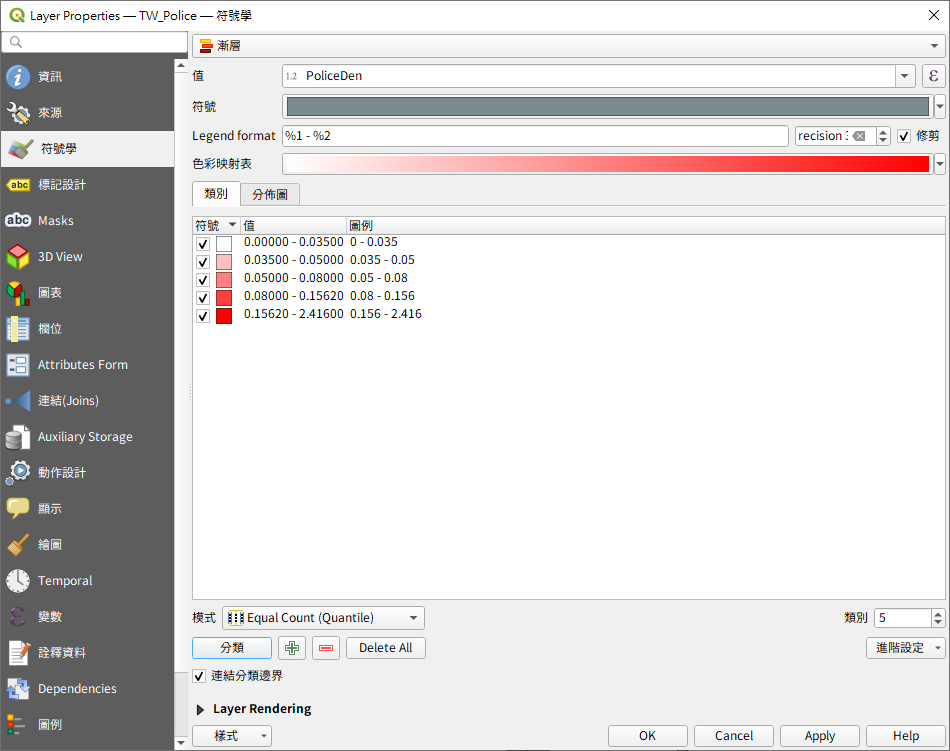 Layer Properties — TW_Police — 符號學
漸層
資訊
值
1.2 PoliceDen
ε
來源
符號
符號學
Legend format
%1 - %2
recision :
修剪
標記設計
色彩映射表
Masks
類別
分佈圖
3D View
符號
值
圖例
0.00000 - 0.03500 0 - 0.035
0.03500 - 0.05000 0.035 - 0.05
0.05000 - 0.08000 0.05 - 0.08
0.08000 - 0.15620 0.08 - 0.156
0.15620 - 2.41600 0.156 - 2.416
圖表
欄位
Attributes Form
連結(Joins)
Auxiliary Storage
動作設計
顯示
繪圖
Temporal
變數
詮釋資料
Dependencies
圖例
模式
Equal Count (Quantile)
類別
5
分類
Delete All
進階設定
連結分類邊界
Layer Rendering
樣式
OK
Cancel
Apply
Help